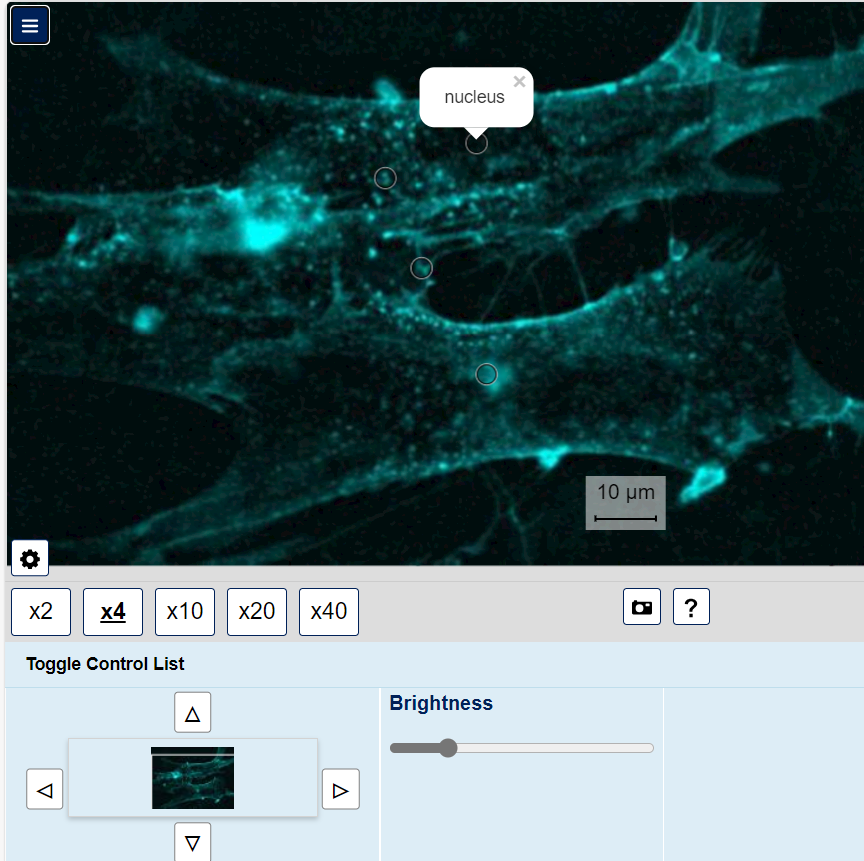 nucleus
10 μm
x2 x4 x10 x20 x40 ?
Toggle Control List
Brightness